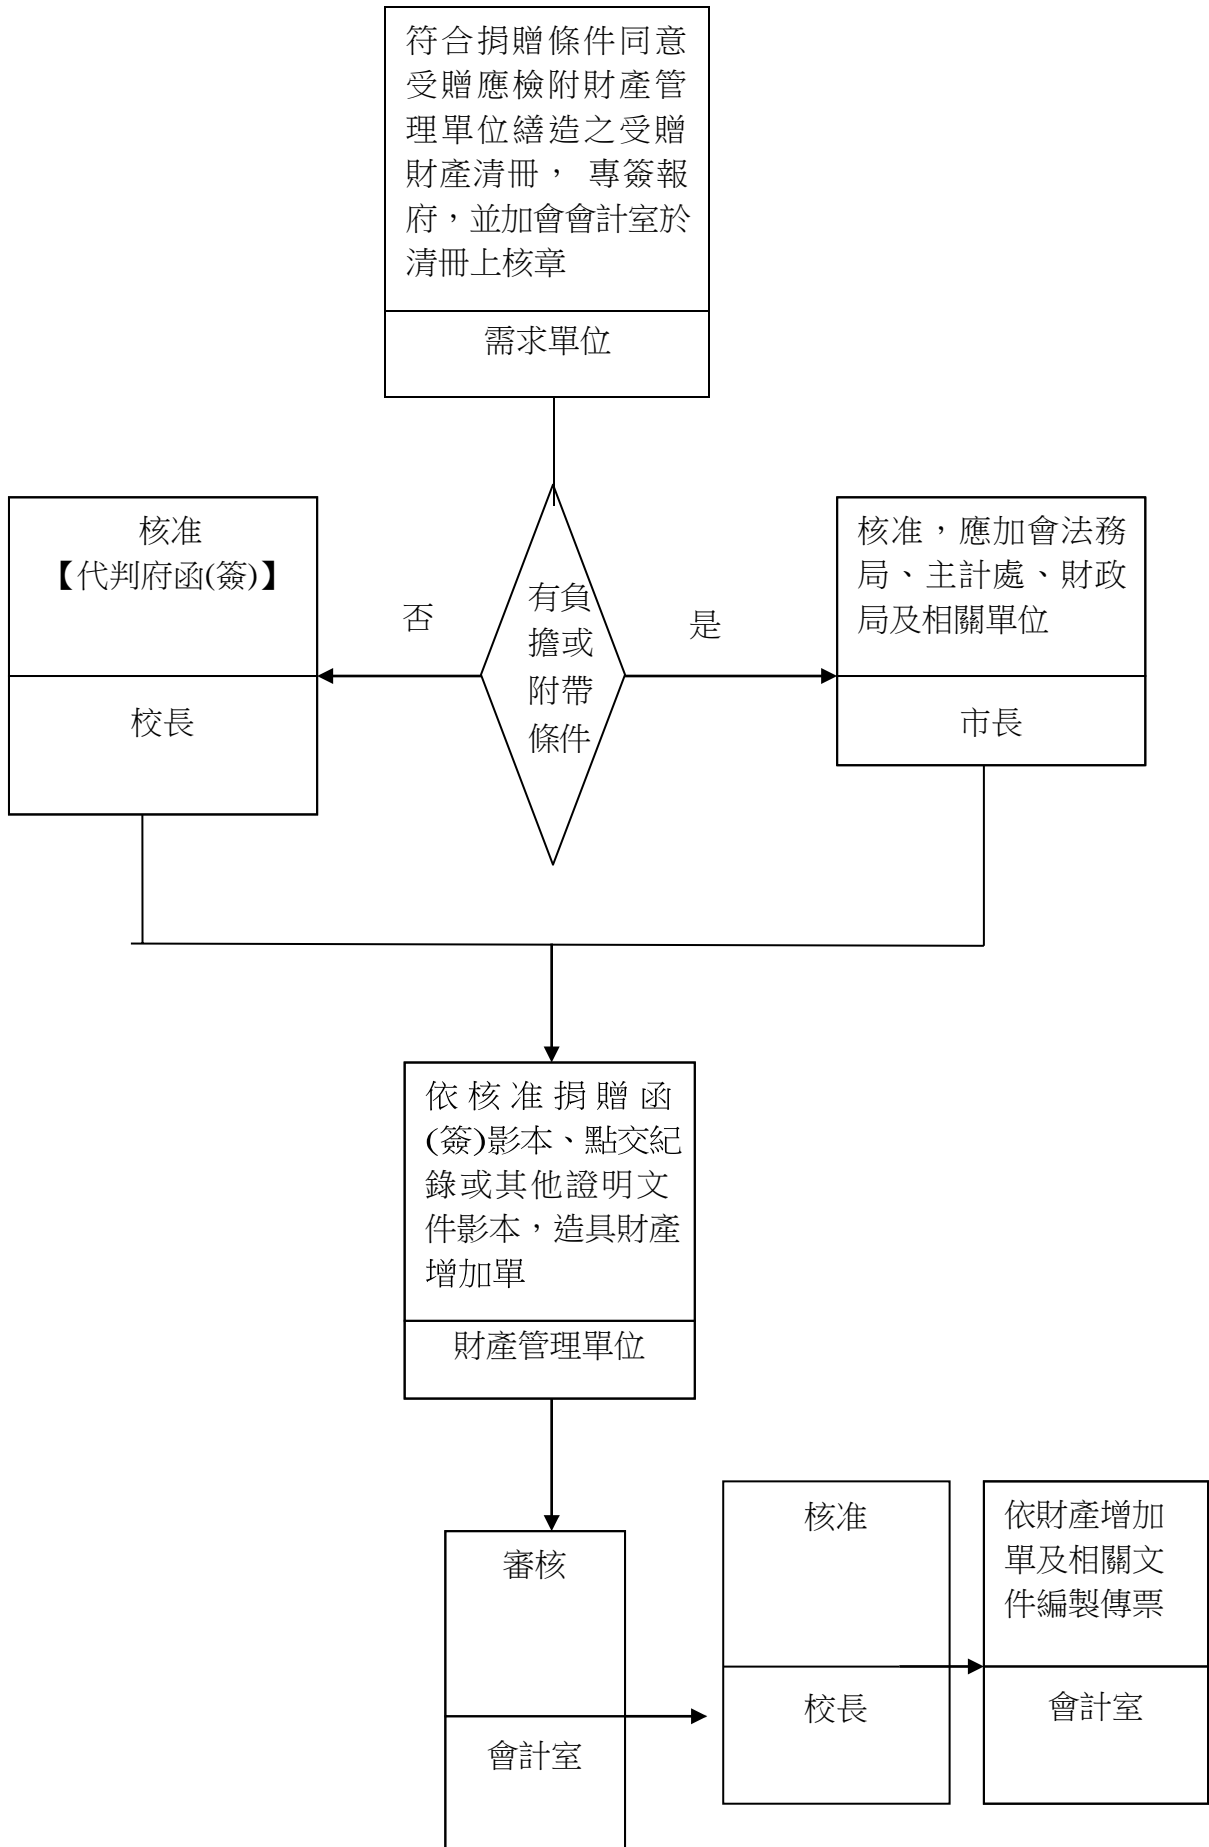 符合捐贈條件同意
受贈應檢附財產管
理單位繕造之受贈
財產清冊， 專簽報
府，並加會會計室於
清冊上核章
需求單位
核准
【代判府函(簽)】
校長
否
有負
擔或
附帶
條件
是
核准，應加會法務
局、主計處、財政
局及相關單位
市長
依核准捐贈函
(簽)影本、點交紀
錄或其他證明文
件影本，造具財產
增加單
財產管理單位
審核
會計室
核准
校長
依財產增加
單及相關文
件編製傳票
會計室